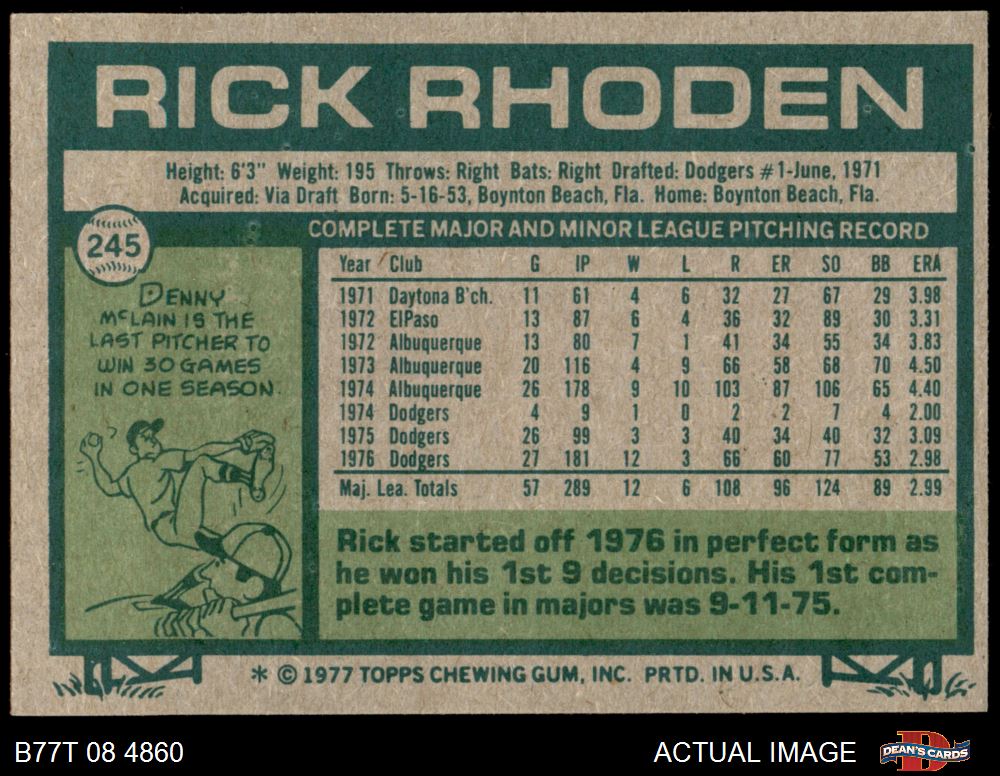 RICK RHODEN
Height: 6'3" Weight: 195 Throws: Right Bats: Right Drafted: Dodgers #1-June, 1971
Acquired: Via Draft Born: 5-16-53, Boynton Beach, Fla. Home: Boynton Beach, Fla.
245
DENNY
McLAIN IS THE
LAST PITCHER TO
WIN 30 GAMES
IN ONE SEASON.
COMPLETE MAJOR AND MINOR LEAGUE PITCHING RECORD
Year Club G IP W L R ER SO BB ERA
1971 Daytona B'ch. 11 61 4 6 32 27 67 29 3.98
1972 ElPaso 13 87 6 4 36 32 89 30 3.31
1972 Albuquerque 13 80 7 1 41 34 55 34 3.83
1973 Albuquerque 20 116 4 9 66 58 68 70 4.50
1974 Albuquerque 26 178 9 10 103 87 106 65 4.40
1974 Dodgers 4 9 1 0 2 2 7 4 2.00
1975 Dodgers 26 99 3 3 40 34 40 32 3.09
1976 Dodgers 27 181 12 3 66 60 77 53 2.98
Maj. Lea. Totals 57 289 12 6 108 96 124 89 2.99
Rick started off 1976 in perfect form as
he won his 1st 9 decisions. His 1st com-
plete game in majors was 9-11-75.
* © 1977 TOPPS CHEWING GUM, INC. PRTD. IN U.S.A.
B77T 08 4860
ACTUAL IMAGE
D
DEAN'S CARDS